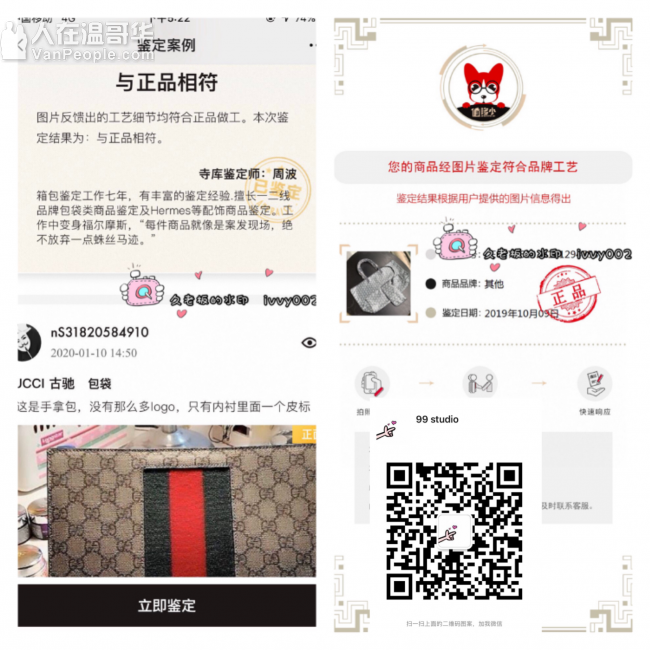 人在温哥华
VanPeople.com
中国移动 4G 下午5:22 74%
鉴定案例
与正品相符
图片反馈出的工艺细节均符合正品做工。本次鉴
定结果为：与正品相符。
寺库鉴定师：周波
已鉴定
箱包鉴定工作七年，有丰富的鉴定经验.擅长一二线
品牌包袋类商品鉴定及Hermes等配饰商品鉴定。工
作中变身福尔摩斯，“每件商品就像是案发现场，绝
不放弃一点蛛丝马迹。”
久老板的水印 ivvy002
nS31820584910
2020-01-10 14:50
UCCI 古驰 包袋
这是手拿包，没有那么多logo，只有内衬里面一个皮标
立即鉴定
您的商品经图片鉴定符合品牌工艺
鉴定结果根据用户提供的图片信息得出
久老板的水印 ivvy002
商品品牌：其他
正品
鉴定日期：2019年10月09日
快速响应
99 studio
及时联系客服。
扫一扫上面的二维码图案，加我微信